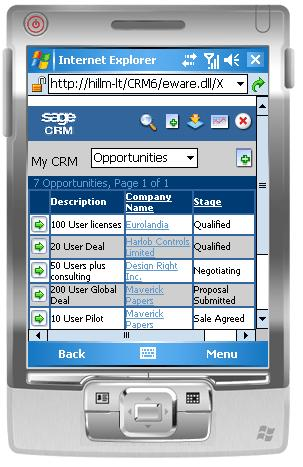 Internet Explorer
http://hillm-lt/CRM6/eware.dll/X
sage
CRM
My CRM Opportunities
7 Opportunities, Page 1 of 1
Description Company Name Stage
100 User licenses Eurolandia Qualified
20 User Deal Harlob Controls Limited Qualified
50 Users plus consulting Design Right Inc. Negotiating
200 User Global Deal Maverick Papers Proposal Submitted
10 User Pilot Maverick Papers Sale Agreed
Back Menu